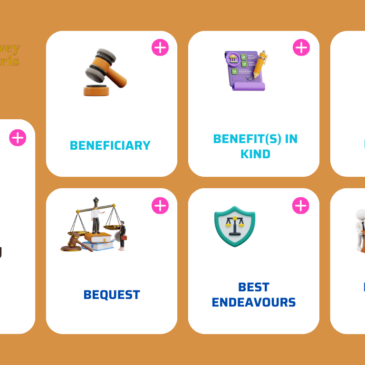 BENEFICIARY
BENEFIT(S) IN
KIND
BEQUEST
BEST
ENDEAVOURS